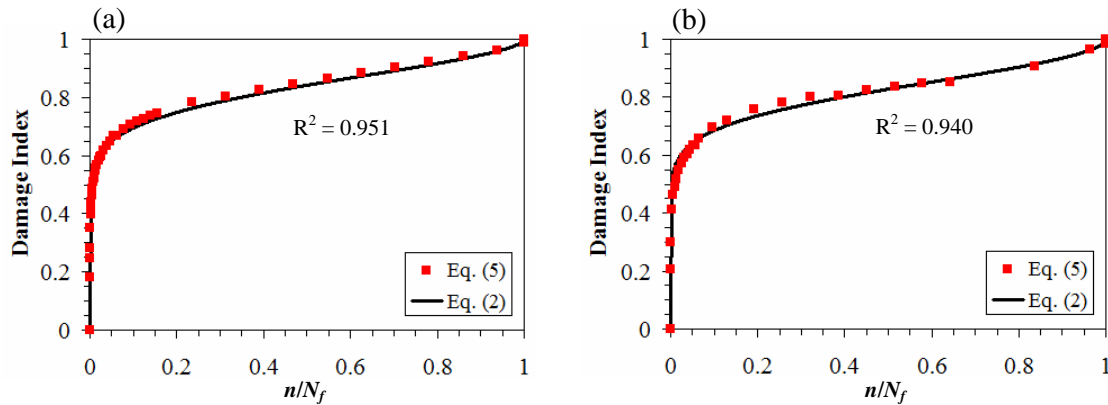 (a)
1
0.8
0.6
0.4
0.2
0
Damage Index
R² = 0.951
Eq. (5)
Eq. (2)
0 0.2 0.4 0.6 0.8 1
n/Nf
(b)
1
0.8
0.6
0.4
0.2
0
Damage Index
R² = 0.940
Eq. (5)
Eq. (2)
0 0.2 0.4 0.6 0.8 1
n/Nf